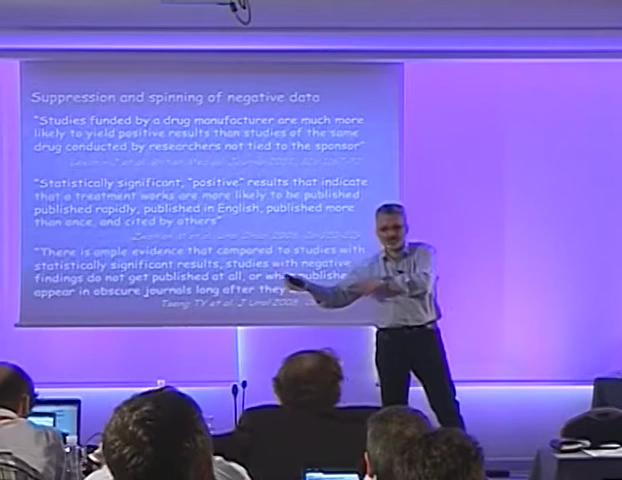 Suppression and spinning of negative data
"Studies funded by a drug manufacturer are much more
likely to yield positive results than studies of the same
drug conducted by researchers not tied to the sponsor"
"Statistically significant, "positive" results that indicate
that a treatment works are more likely to be published,
published rapidly, published in English, published more
than once, and cited by others"
"There is ample evidence that compared to studies with
statistically significant results, studies with negative
findings do not get published at all, or when publishe
appear in obscure journals long after they
Tsang TY et al. J Urol 2009